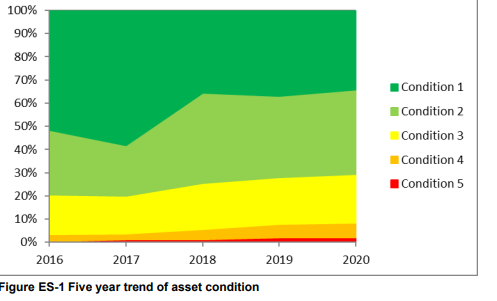 100%
90%
80%
70%
60%
50%
40%
30%
20%
10%
0%
2016 2017 2018 2019 2020
Condition 1
Condition 2
Condition 3
Condition 4
Condition 5
Figure ES-1 Five year trend of asset condition